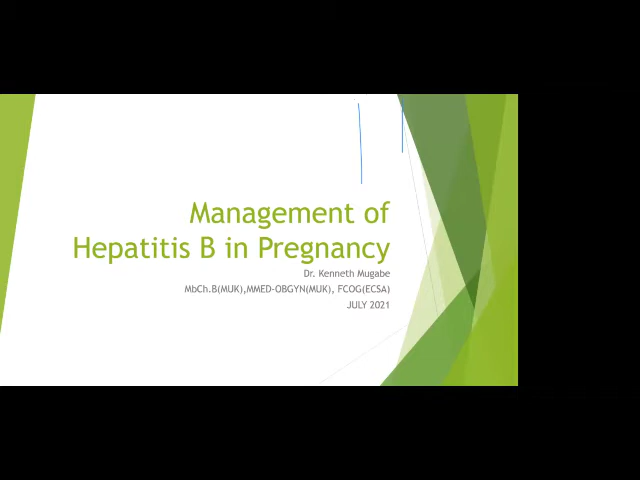 Management of
Hepatitis B in Pregnancy
Dr. Kenneth Mugabe
MbCh.B(MUK),MMED-OBGYN(MUK), FCOG(ECSA)
JULY 2021